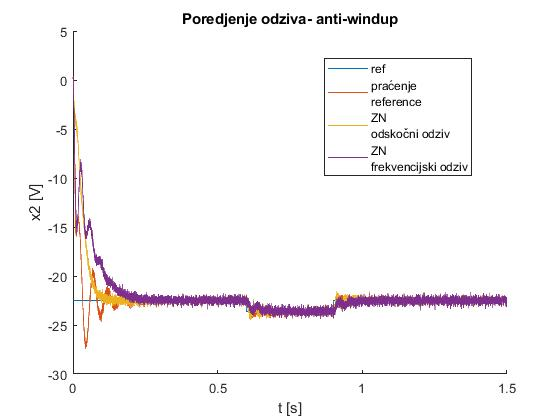 Poredjenje odziva- anti-windup
5
0
-5
-10
-15
-20
-25
-30
x2 [V]
ref
praćenje
reference
ZN
odskočni odziv
ZN
frekvencijski odziv
0
0.5
1
1.5
t [s]